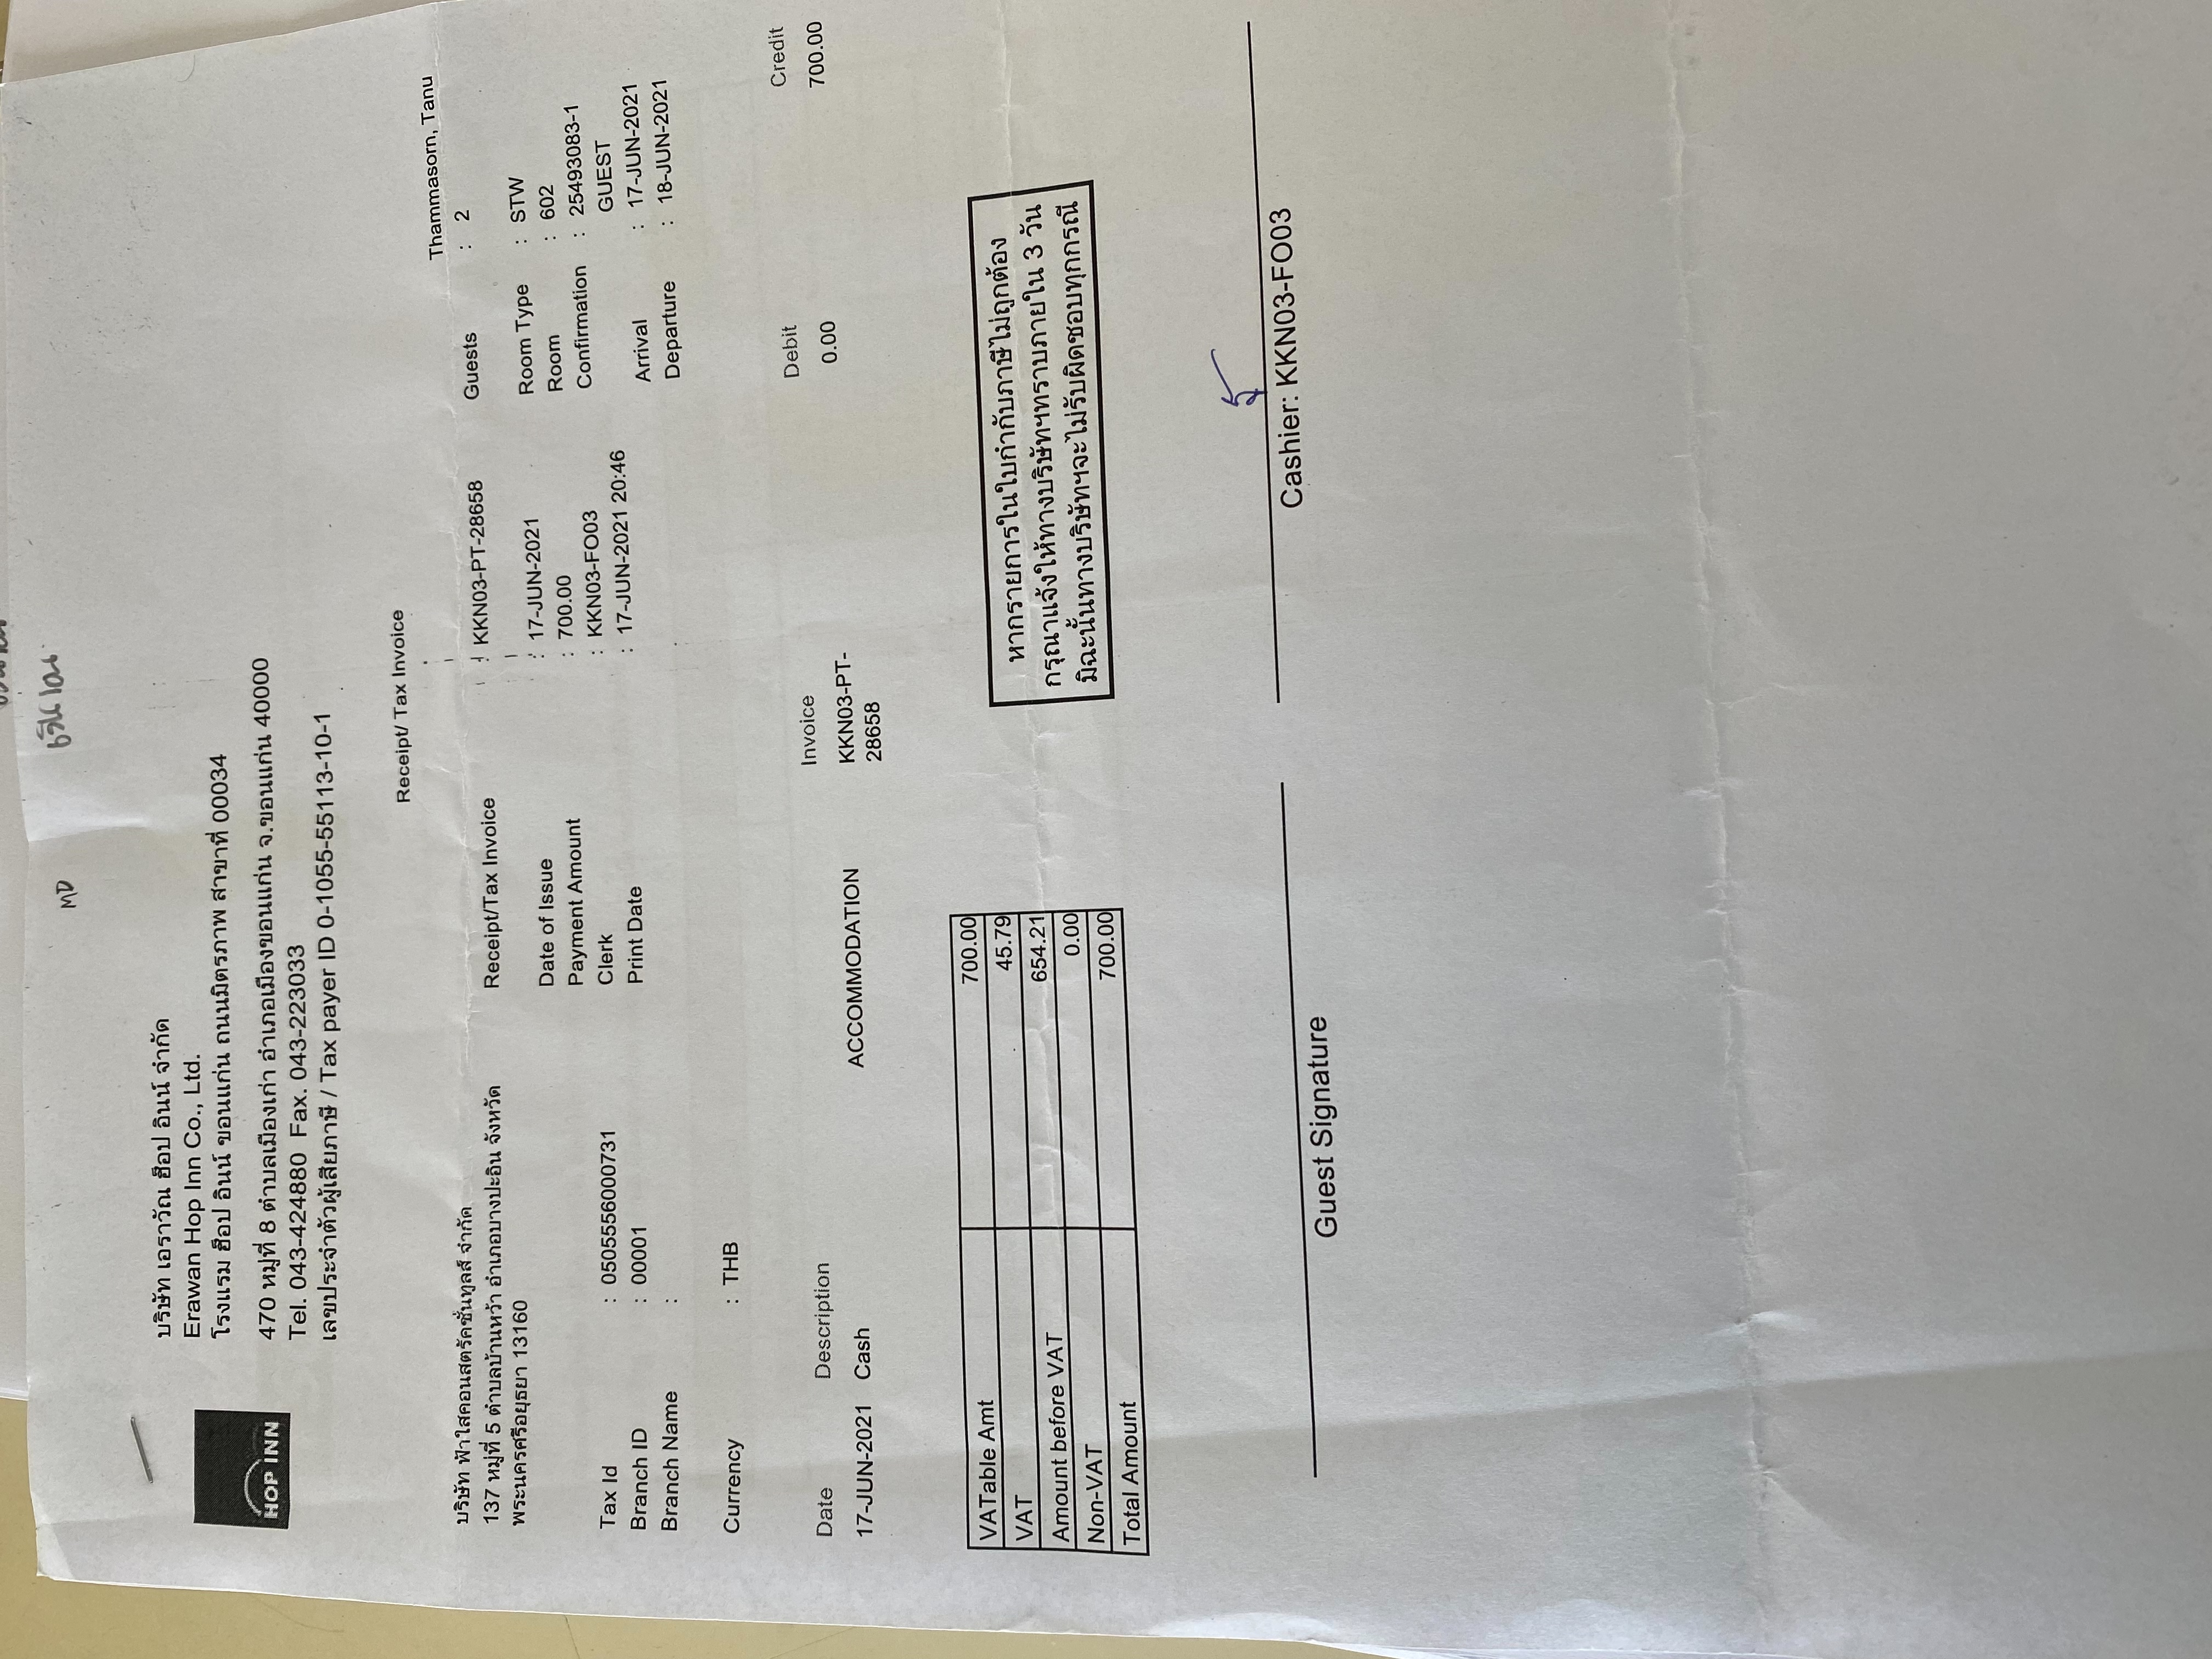 MD
บริษัท เอราวัณ ฮ็อป อินน์ จำกัด
Erawan Hop Inn Co., Ltd.
โรงแรม ฮ็อป อินน์ ขอนแก่น ถนนมิตรภาพ สาขาที่ 00034
HOP INN
470 หมู่ที่ 8 ตำบลเมืองเก่า อำเภอเมืองขอนแก่น จ.ขอนแก่น 40000
Tel. 043-424880 Fax. 043-223033
เลขประจำตัวผู้เสียภาษี / Tax payer ID 0-1055-55113-10-1
Receipt/ Tax Invoice
บริษัท ฟ้าใสคอนสตรัคชั่นทูลส์ จำกัด
137 หมู่ที่ 5 ตำบลบ้านหว้า อำเภอบางปะอิน จังหวัด
พระนครศรีอยุธยา 13160
Tax Id : 0505556000731
Branch ID : 00001
Branch Name :
Currency : THB
Receipt/Tax Invoice : KKN03-PT-28658
Date of Issue : 17-JUN-2021
Payment Amount : 700.00
Clerk : KKN03-FO03
Print Date : 17-JUN-2021 20:46
Thammasorn, Tanu
Guests : 2
Room Type : STW
Room : 602
Confirmation : 25493083-1
GUEST
Arrival : 17-JUN-2021
Departure : 18-JUN-2021
Date Description Invoice Debit Credit
17-JUN-2021 Cash ACCOMMODATION KKN03-PT- 0.00 700.00
28658
VATable Amt 700.00
VAT 45.79
Amount before VAT 654.21
Non-VAT 0.00
Total Amount 700.00
หากรายการในใบกำกับภาษีไม่ถูกต้อง
กรุณาแจ้งให้ทางบริษัทฯทราบภายใน 3 วัน
มิฉะนั้นทางบริษัทฯจะไม่รับผิดชอบทุกกรณี
Guest Signature
Cashier: KKN03-FO03